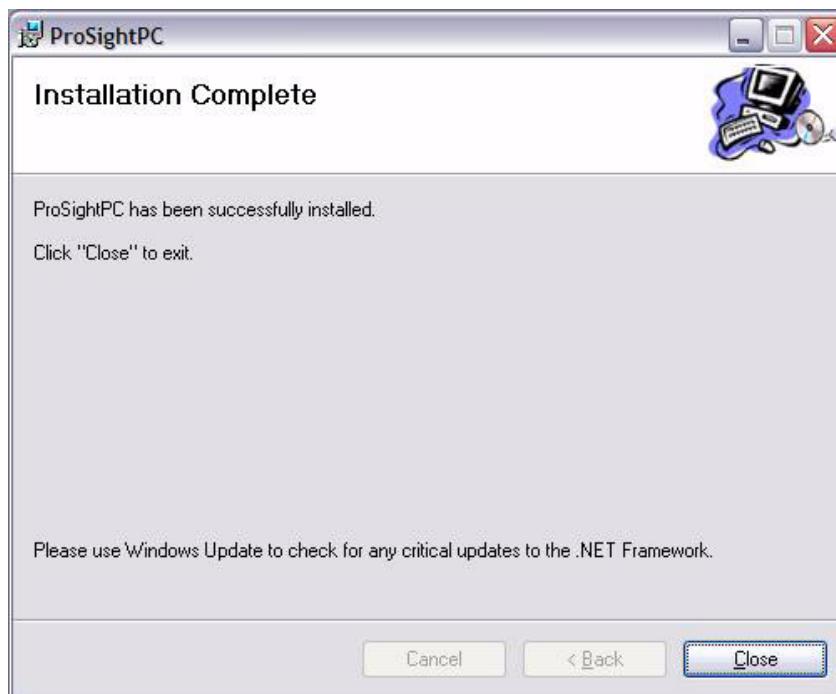 ProSightPC
Installation Complete
ProSightPC has been successfully installed.
Click "Close" to exit.
Please use Windows Update to check for any critical updates to the .NET Framework.
Cancel
< Back
Close